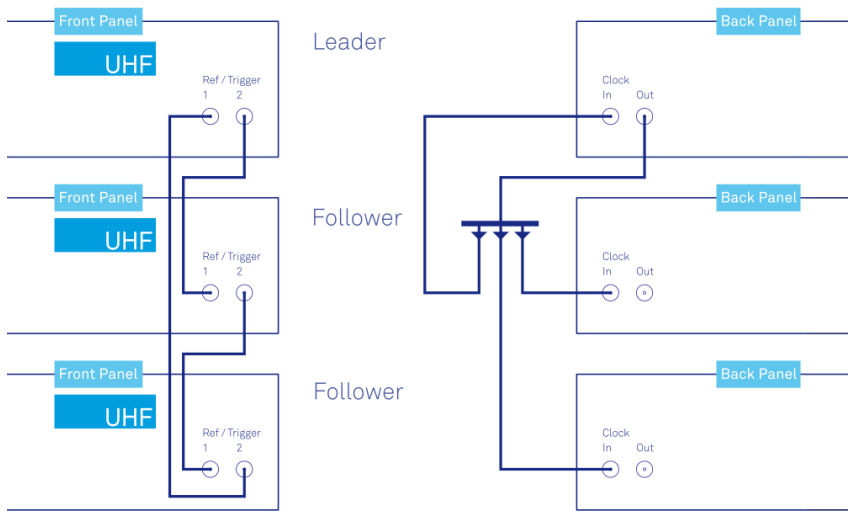 Front Panel
UHF
Ref / Trigger
1 2
Leader
Back Panel
Clock
In Out
Front Panel
UHF
Ref / Trigger
1 2
Follower
Back Panel
Clock
In Out
Front Panel
UHF
Ref / Trigger
1 2
Follower
Back Panel
Clock
In Out